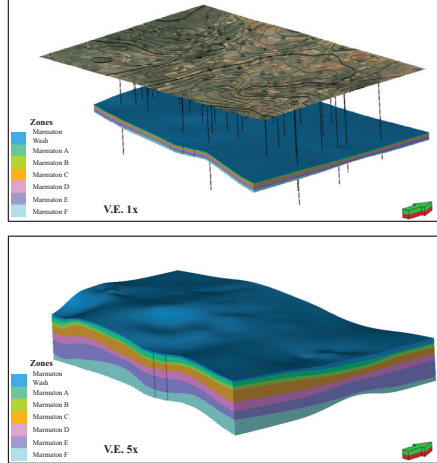 Zones
Marmaton
Wash
Marmaton A
Marmaton B
Marmaton C
Marmaton D
Marmaton E
Marmaton F
V.E. 1x
Zones
Marmaton
Wash
Marmaton A
Marmaton B
Marmaton C
Marmaton D
Marmaton E
Marmaton F
V.E. 5x